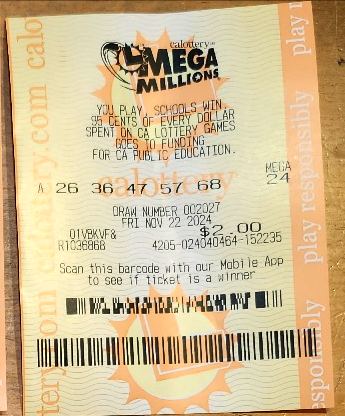 calottery
MEGA
MILLIONS
YOU PLAY, SCHOOLS WIN.
95 CENTS OF EVERY DOLLAR
SPENT ON CA LOTTERY GAMES
GOES TO FUNDING
FOR CA PUBLIC EDUCATION.
MEGA
A 26 36 47 57 68 24
calottery
DRAW NUMBER 002027
FRI NOV 22 2024
01VBKVF& $2.00
R1036868 4205-024040464-152235
Scan this barcode with our Mobile App
to see if ticket is a winner
play responsibly